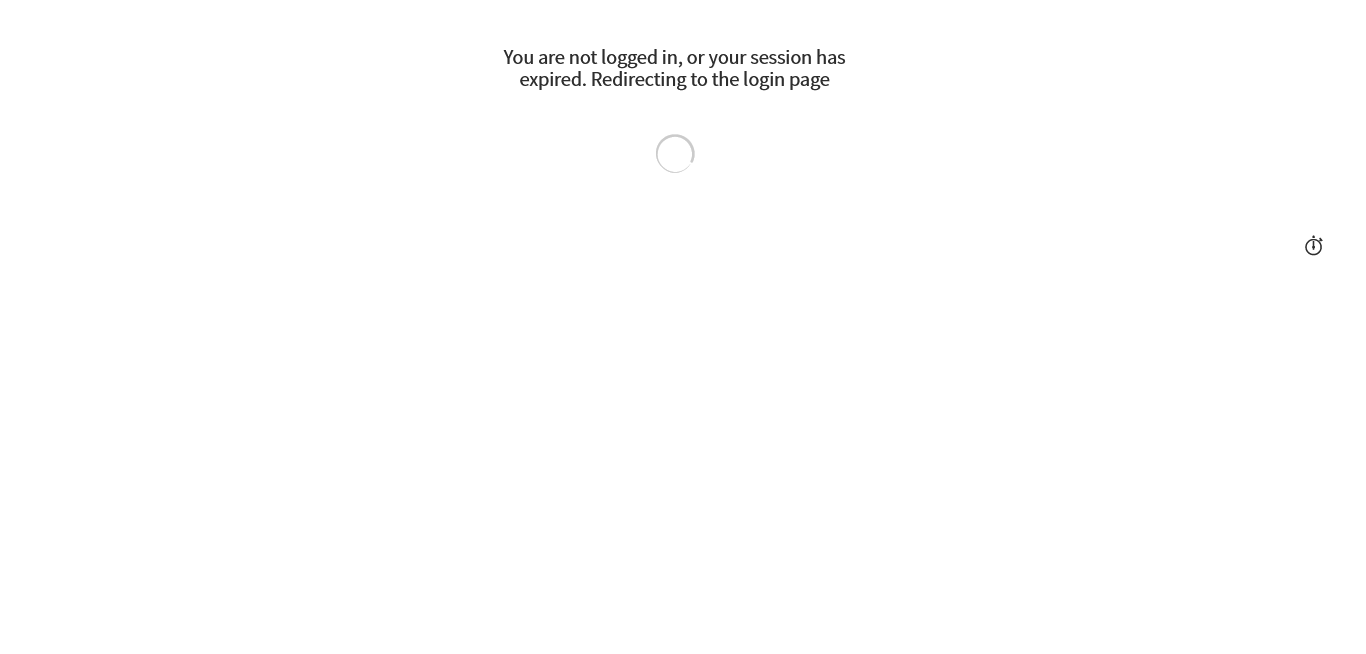 You are not logged in, or your session has
expired. Redirecting to the login page